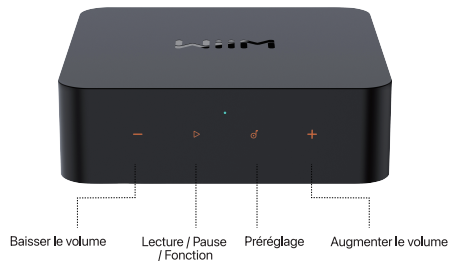 WiiM
Baisser le volume
Lecture / Pause
/ Fonction
Préréglage
Augmenter le volume